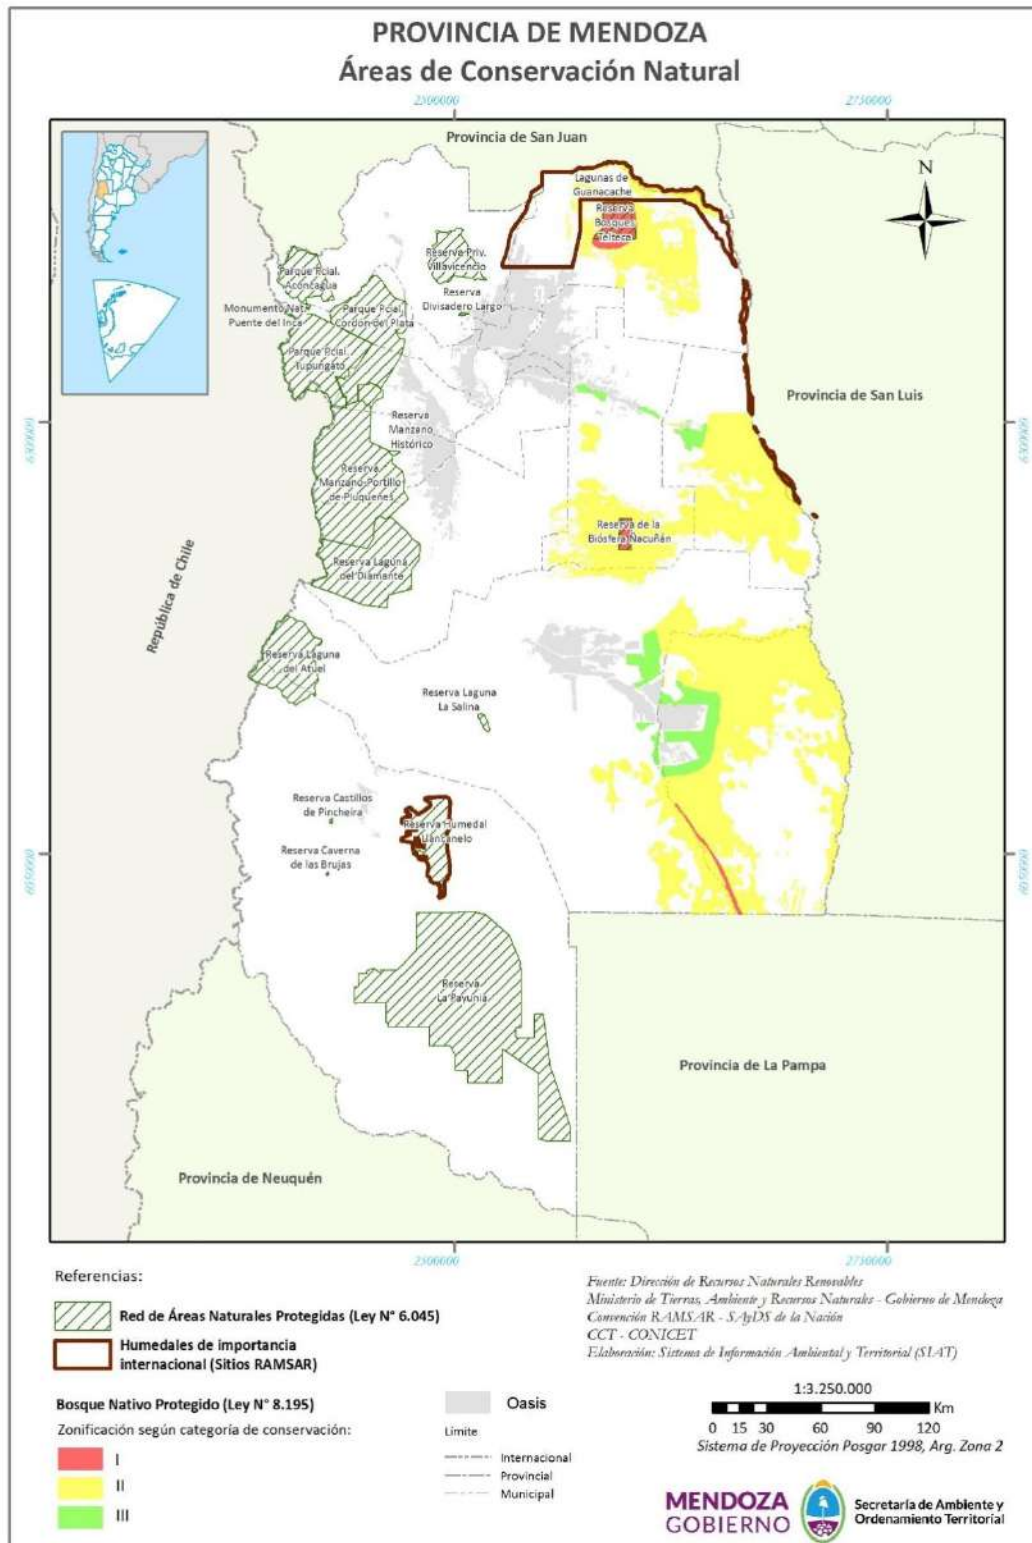 PROVINCIA DE MENDOZA
Áreas de Conservación Natural
2500000
2750000
Provincia de San Juan
N
Lagunas de
Guanacache
Reserva
Bosques
Telteca
Reserva Priv.
Villavicencio
Parque Pcial.
Aconcagua
Reserva
Divisadero Largo
Monumento Nat.
Puente del Inca
Parque Pcial.
Cordón del Plata
Parque Pcial.
Tupungato
Provincia de San Luis
6300000
6300000
Reserva
Manzano
Histórico
Reserva
Manzano-Portillo
de Piuquenes
Reserva de la
Biósfera Ñacuñán
República de Chile
Reserva Laguna
del Diamante
Reserva Laguna
del Atuel
Reserva Laguna
La Salina
Reserva Castillos
de Pincheira
Reserva Humedal
Llancanelo
Reserva Caverna
de las Brujas
6050000
6050000
Reserva
La Payunia
Provincia de La Pampa
Provincia de Neuquén
2500000
2750000
Referencias:
Red de Áreas Naturales Protegidas (Ley N° 6.045)
Humedales de importancia
internacional (Sitios RAMSAR)
Bosque Nativo Protegido (Ley N° 8.195)
Zonificación según categoría de conservación:
I
II
III
Oasis
Límite
Internacional
Provincial
Municipal
Fuente: Dirección de Recursos Naturales Renovables
Ministerio de Tierras, Ambiente y Recursos Naturales - Gobierno de Mendoza
Convención RAMSAR - SAyDS de la Nación
CCT - CONICET
Elaboración: Sistema de Información Ambiental y Territorial (SIAT)
1:3.250.000
Km
0 15 30 60 90 120
Sistema de Proyección Posgar 1998, Arg. Zona 2
MENDOZA
GOBIERNO
Secretaría de Ambiente y
Ordenamiento Territorial